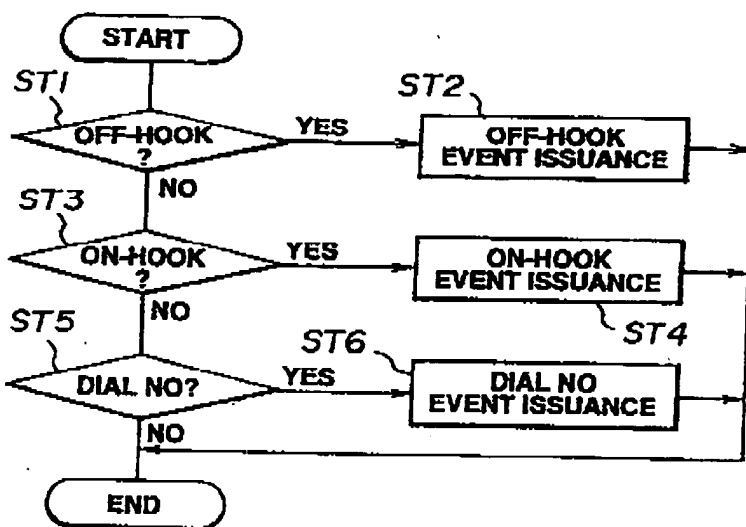 START
ST1
OFF-HOOK
?
YES
ST2
OFF-HOOK
EVENT ISSUANCE
NO
ST3
ON-HOOK
?
YES
ON-HOOK
EVENT ISSUANCE
ST4
NO
ST5
DIAL NO?
YES
ST6
DIAL NO
EVENT ISSUANCE
NO
END